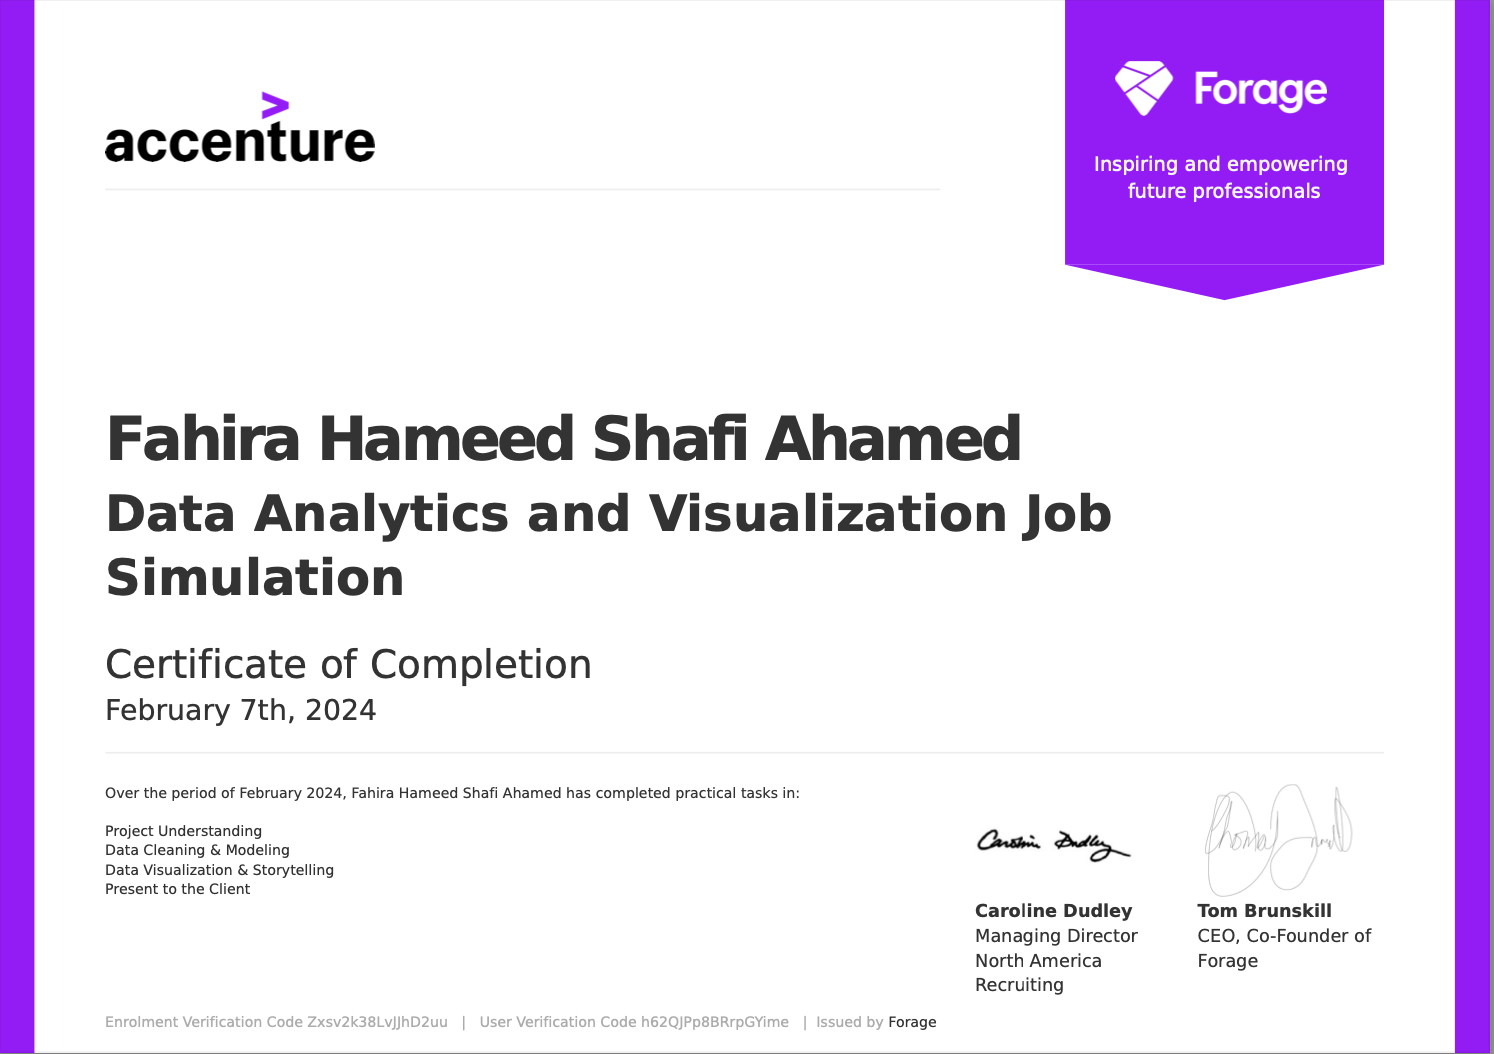 accenture
>
Forage
Inspiring and empowering
future professionals
Fahira Hameed Shafi Ahamed
Data Analytics and Visualization Job
Simulation
Certificate of Completion
February 7th, 2024
Over the period of February 2024, Fahira Hameed Shafi Ahamed has completed practical tasks in:
Project Understanding
Data Cleaning & Modeling
Data Visualization & Storytelling
Present to the Client
Caroline Dudley
Caroline Dudley
Managing Director
North America
Recruiting
Tom Brunskill
CEO, Co-Founder of
Forage
Enrolment Verification Code Zxsv2k38LvJJhD2uu | User Verification Code h62QJPp8BRrpGYime | Issued by Forage